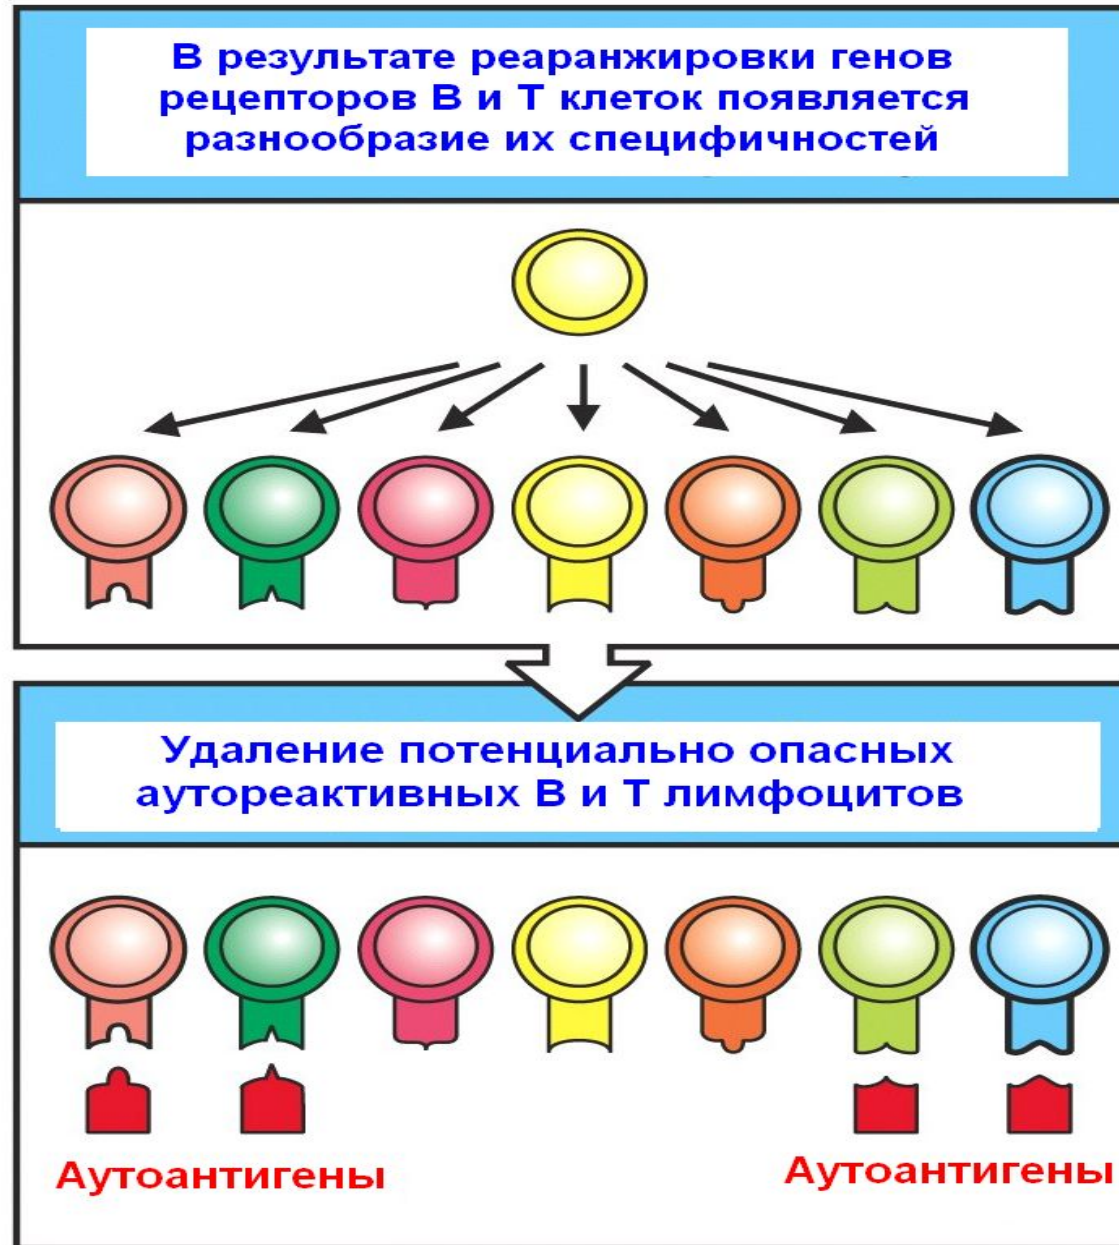 В результате реаранжировки генов
рецепторов В и Т клеток появляется
разнообразие их специфичностей
Удаление потенциально опасных
аутореактивных В и Т лимфоцитов
Аутоантигены
Аутоантигены